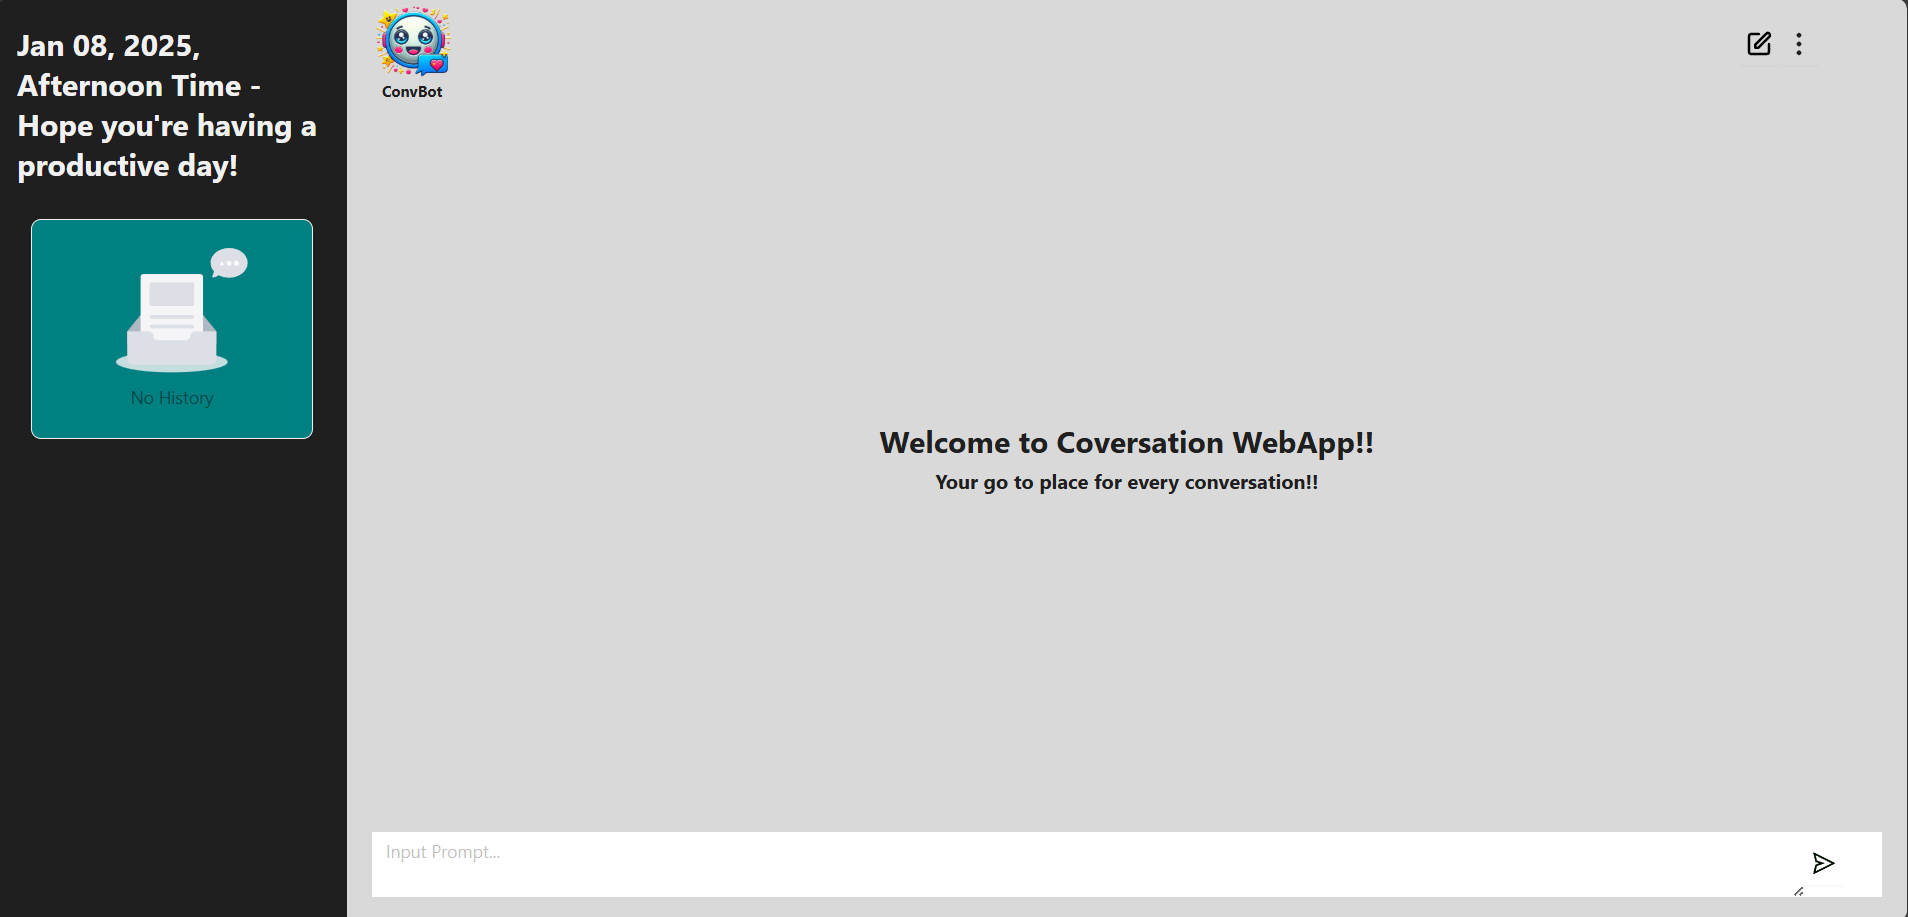 Jan 08, 2025,
Afternoon Time -
Hope you're having a
productive day!
No History
ConvBot
Welcome to Coversation WebApp!!
Your go to place for every conversation!!
Input Prompt...